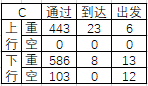 C 通过 到达 出发
上行 重 443 23 6
空 0 0 0
下行 重 586 8 13
空 103 0 12